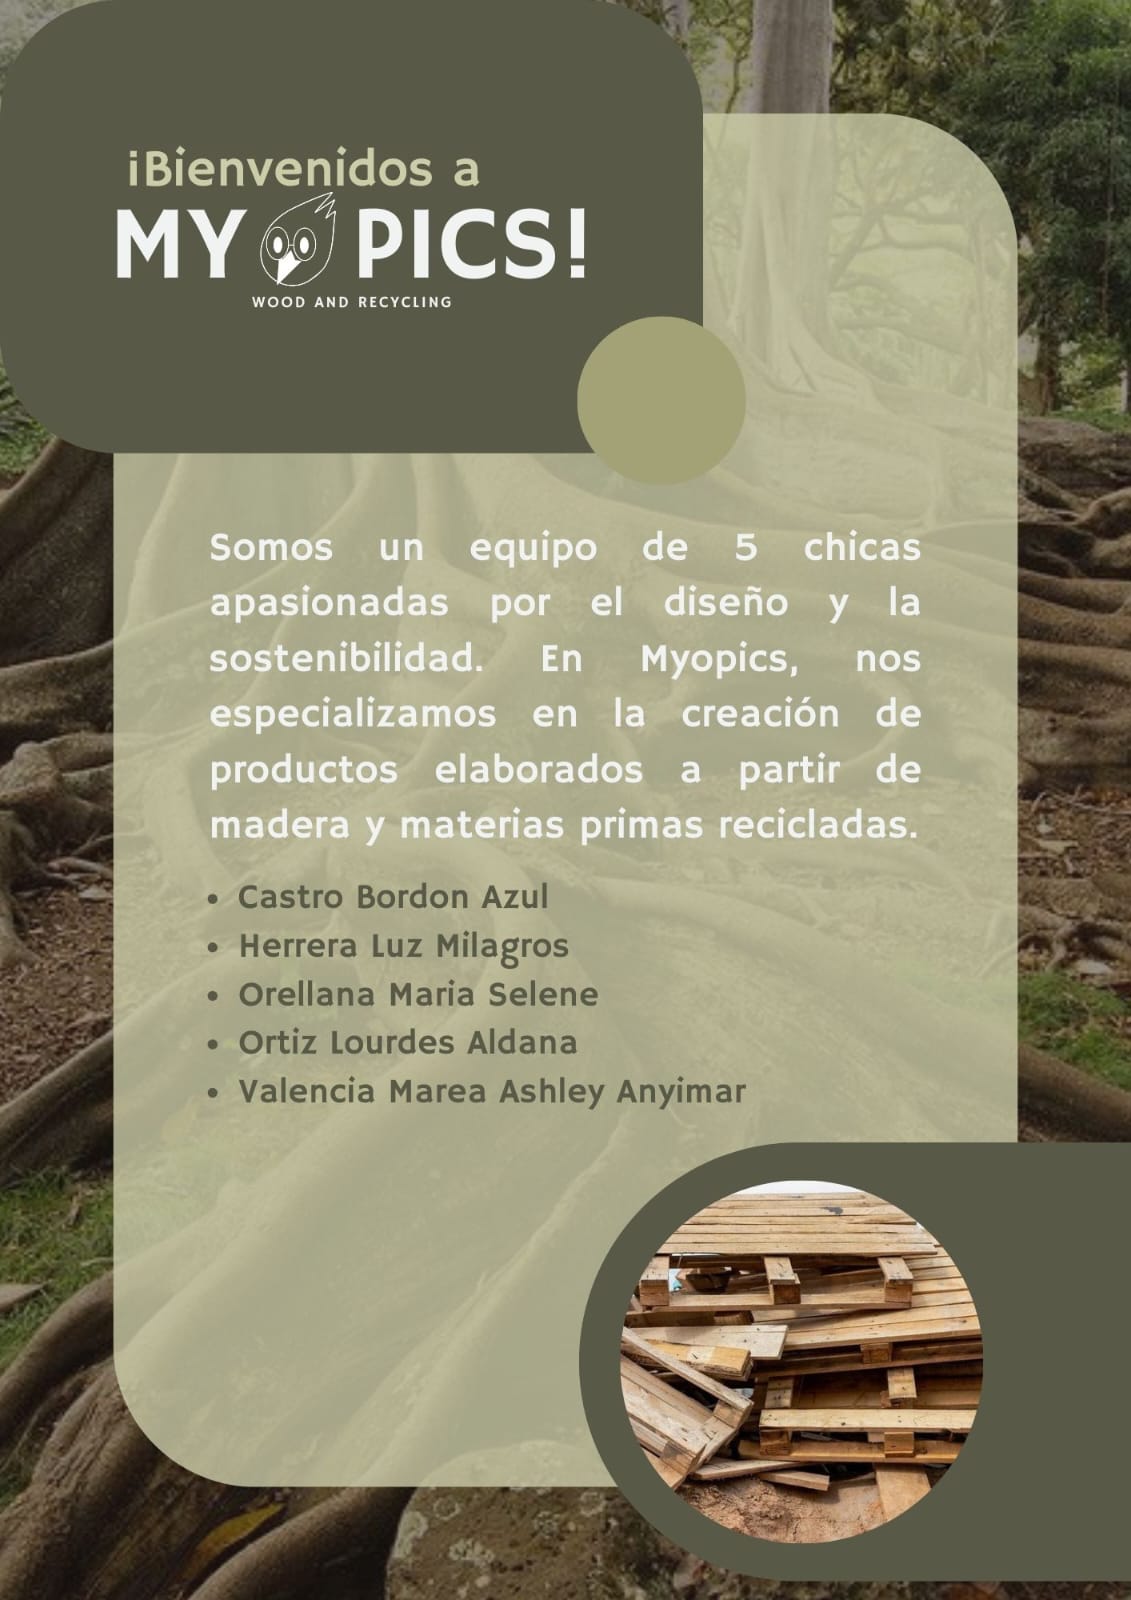 ¡Bienvenidos a
MY PICS!
WOOD AND RECYCLING
Somos un equipo de 5 chicas
apasionadas por el diseño y la
sostenibilidad. En Myopics, nos
especializamos en la creación de
productos elaborados a partir de
madera y materias primas recicladas.
• Castro Bordon Azul
• Herrera Luz Milagros
• Orellana Maria Selene
• Ortiz Lourdes Aldana
• Valencia Marea Ashley Anyimar